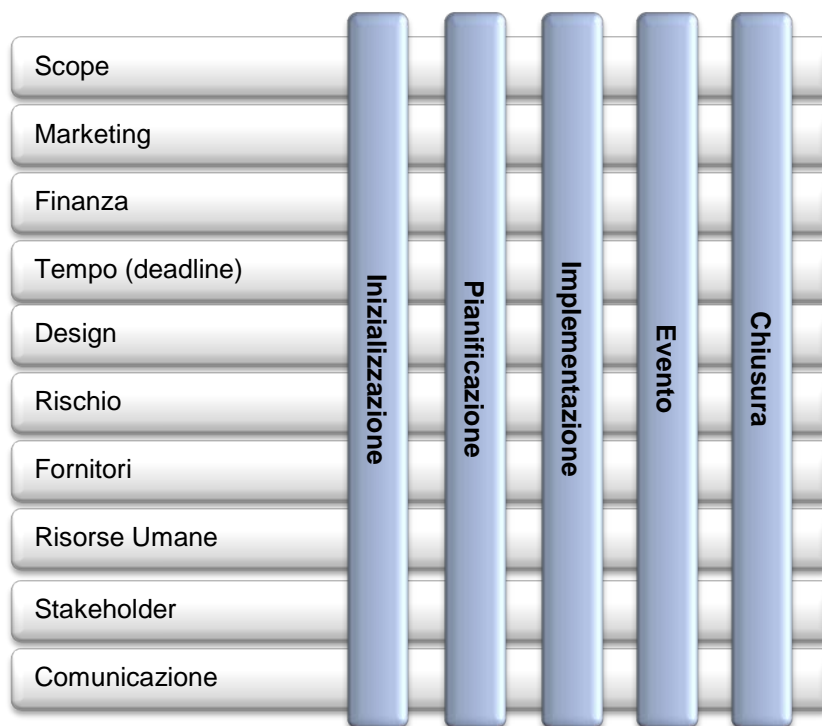 Scope
Marketing
Finanza
Tempo (deadline)
Design
Rischio
Fornitori
Risorse Umane
Stakeholder
Comunicazione
Inizializzazione
Pianificazione
Implementazione
Evento
Chiusura